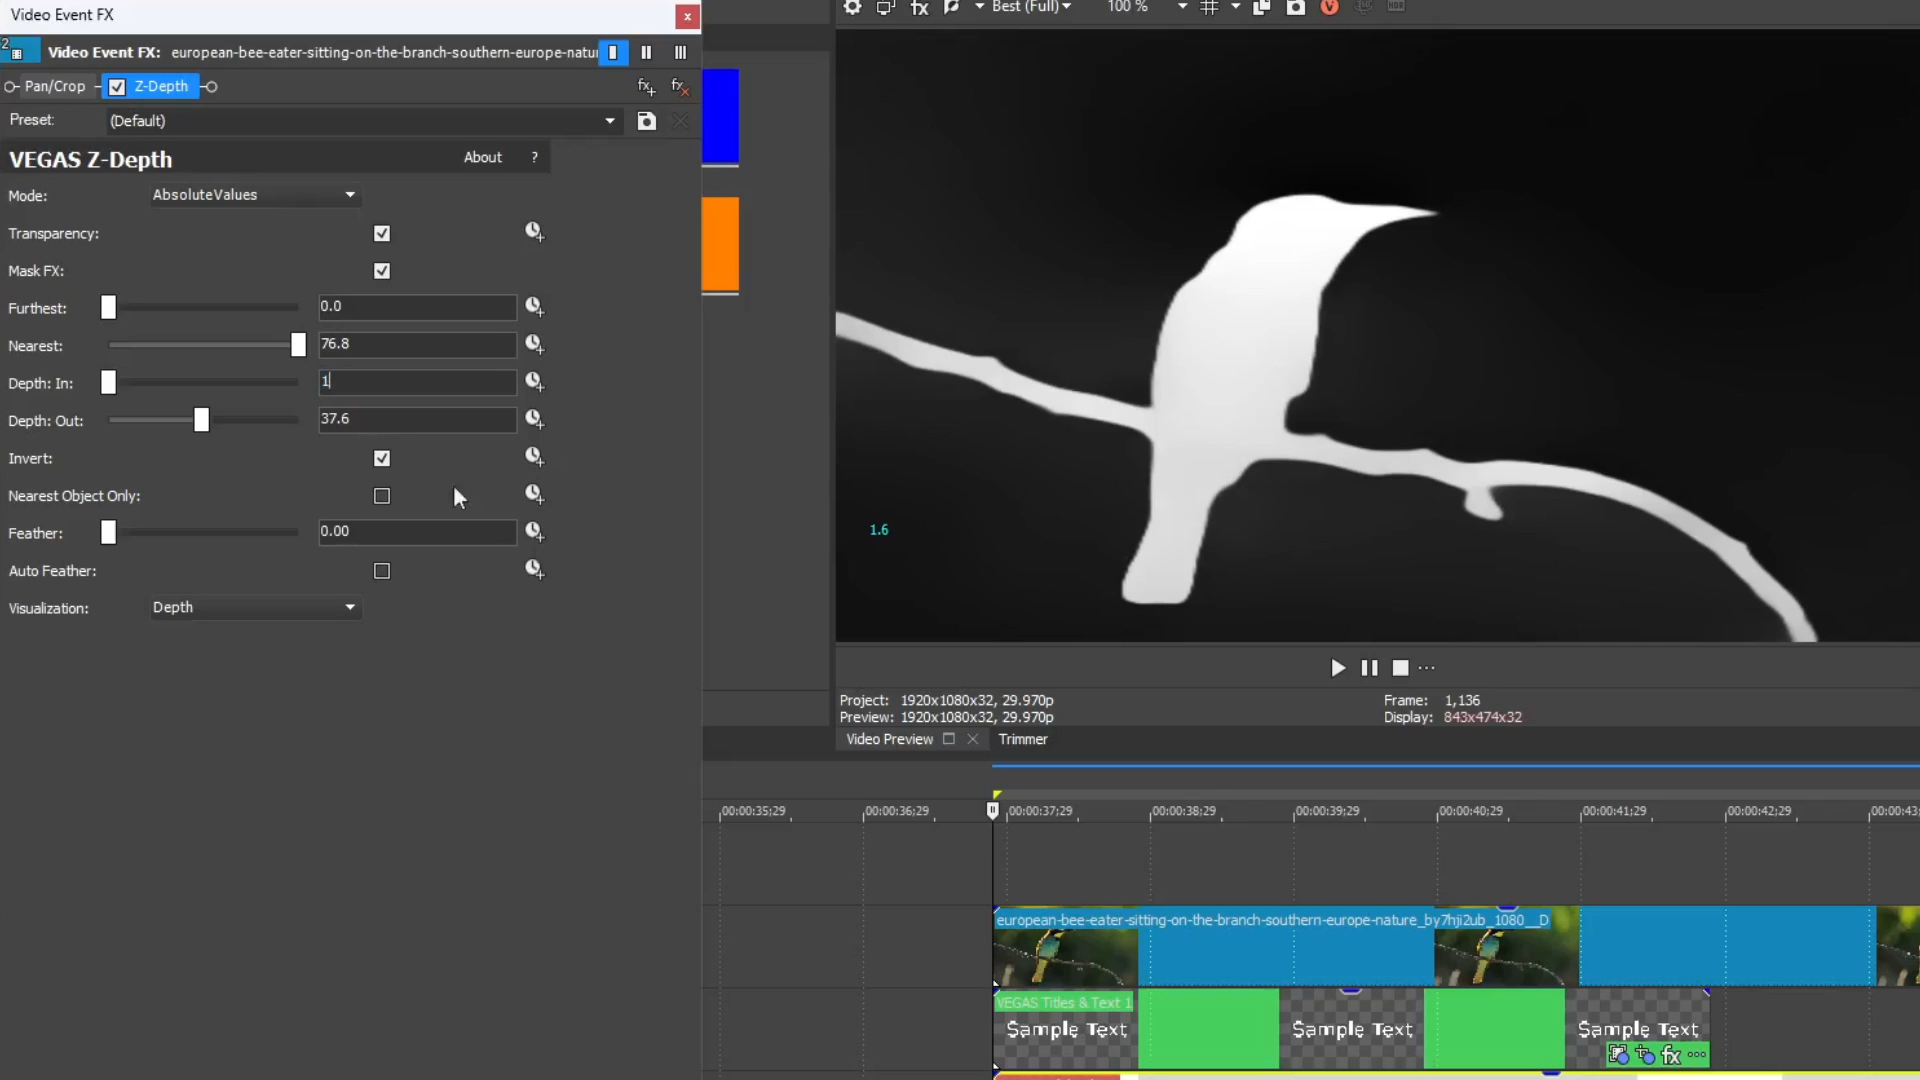 Video Event FX
x
Best (Full)
100 %
2
Video Event FX: european-bee-eater-sitting-on-the-branch-southern-europe-natu
Pan/Crop
Z-Depth
Preset:
(Default)
VEGAS Z-Depth
About
?
Mode:
AbsoluteValues
Transparency:
Mask FX:
Furthest:
0.0
Nearest:
76.8
Depth: In:
1
Depth: Out:
37.6
Invert:
Nearest Object Only:
Feather:
0.00
Auto Feather:
Visualization:
Depth
1.6
Project: 1920x1080x32, 29.970p
Frame: 1,136
Preview: 1920x1080x32, 29.970p
Display: 843x474x32
Video Preview
Trimmer
00:00:35;29
00:00:36;29
00:00:37;29
00:00:38;29
00:00:39;29
00:00:40;29
00:00:41;29
00:00:42;29
00:00:43;
european-bee-eater-sitting-on-the-branch-southern-europe-nature_by7hji2ub_1080__D
VEGAS Titles & Text 1
Sample Text
Sample Text
Sample Text
fx